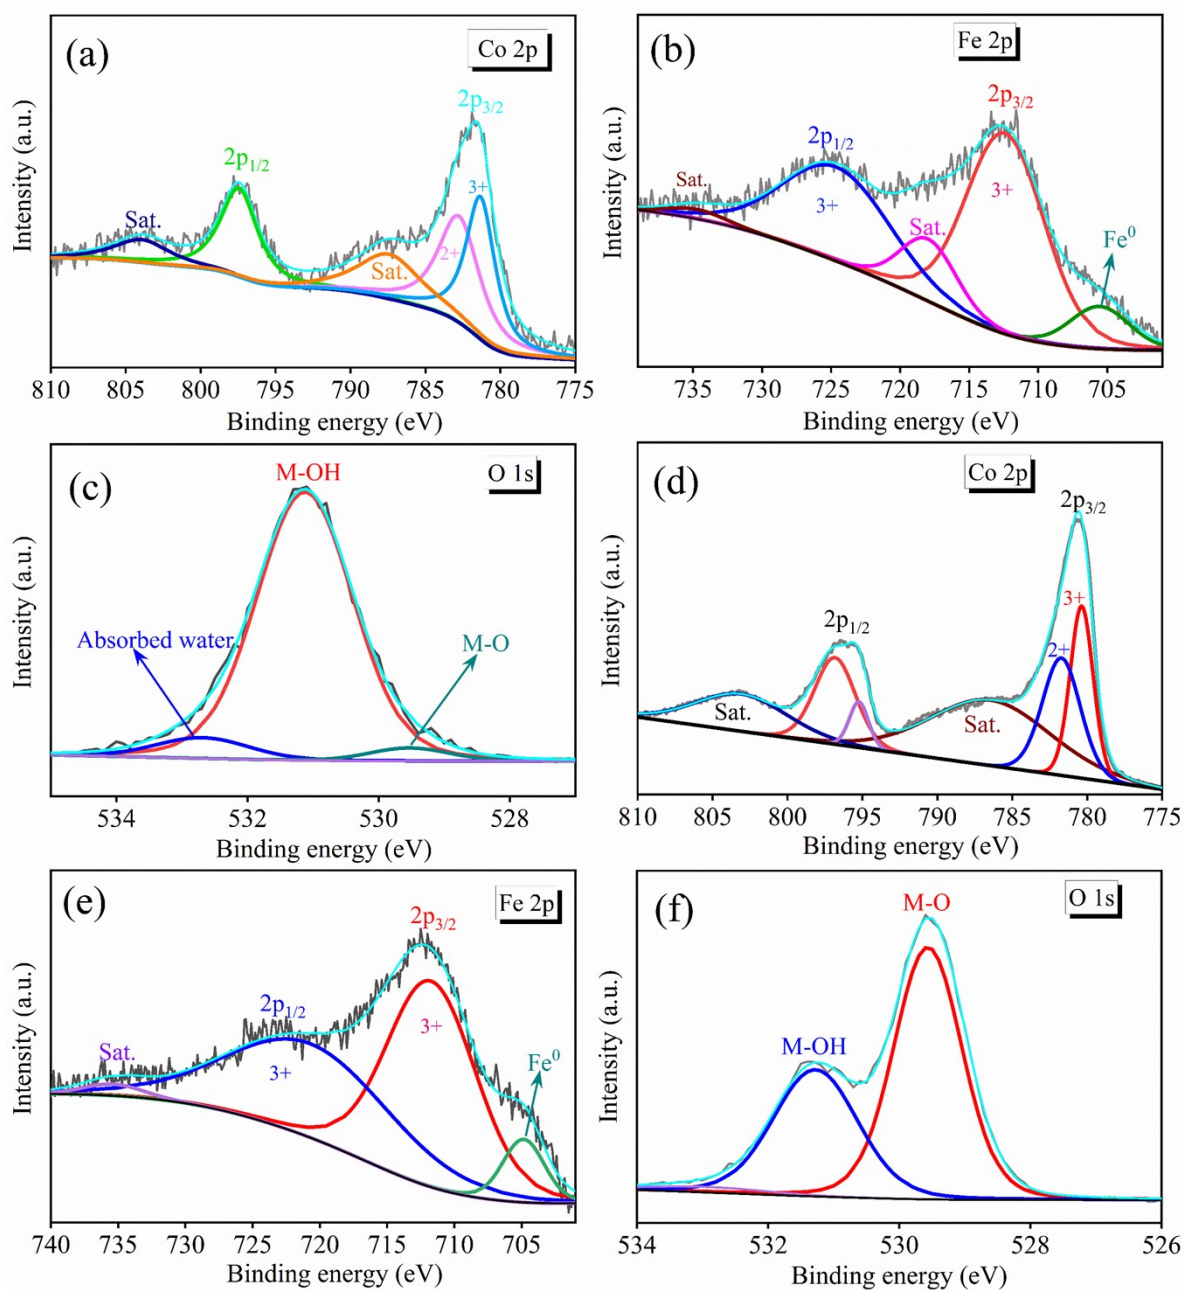 (a)
Co 2p
2p3/2
2p1/2
3+
2+
Sat.
Sat.
Intensity (a.u.)
810 805 800 795 790 785 780 775
Binding energy (eV)
(b)
Fe 2p
2p3/2
2p1/2
Sat.
3+
3+
Sat.
Fe0
Intensity (a.u.)
735 730 725 720 715 710 705
Binding energy (eV)
(c)
O 1s
M-OH
Absorbed water
M-O
Intensity (a.u.)
534 532 530 528
Binding energy (eV)
(d)
Co 2p
2p3/2
3+
2p1/2
2+
Sat.
Sat.
Intensity (a.u.)
810 805 800 795 790 785 780 775
Binding energy (eV)
(e)
Fe 2p
2p3/2
2p1/2
3+
3+
Sat.
Fe0
Intensity (a.u.)
740 735 730 725 720 715 710 705
Binding energy (eV)
(f)
O 1s
M-O
M-OH
Intensity (a.u.)
534 532 530 528 526
Binding energy (eV)